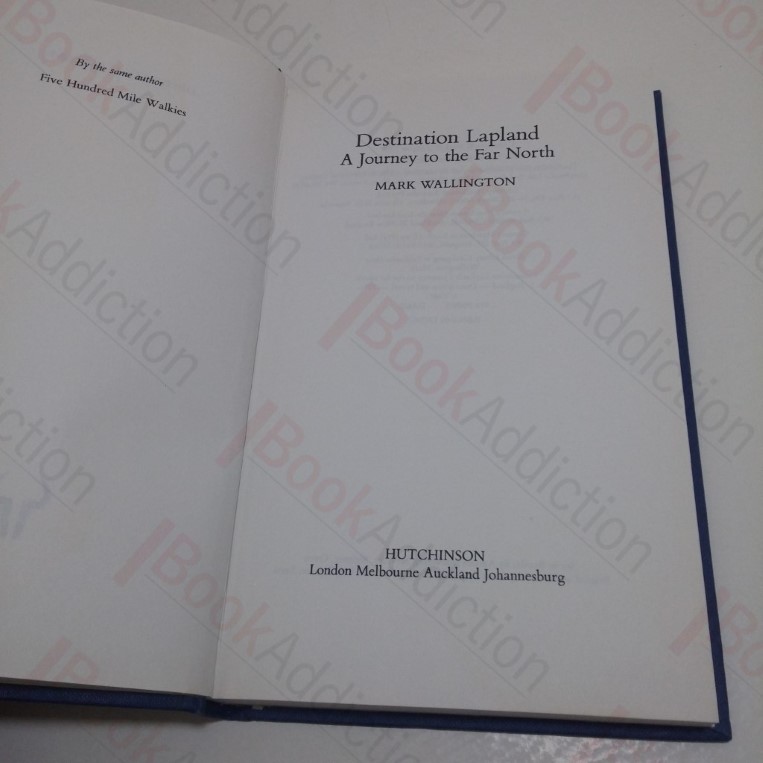 By the same author
Five Hundred Mile Walkies
Destination Lapland
A Journey to the Far North
MARK WALLINGTON
HUTCHINSON
London Melbourne Auckland Johannesburg
BookAddiction